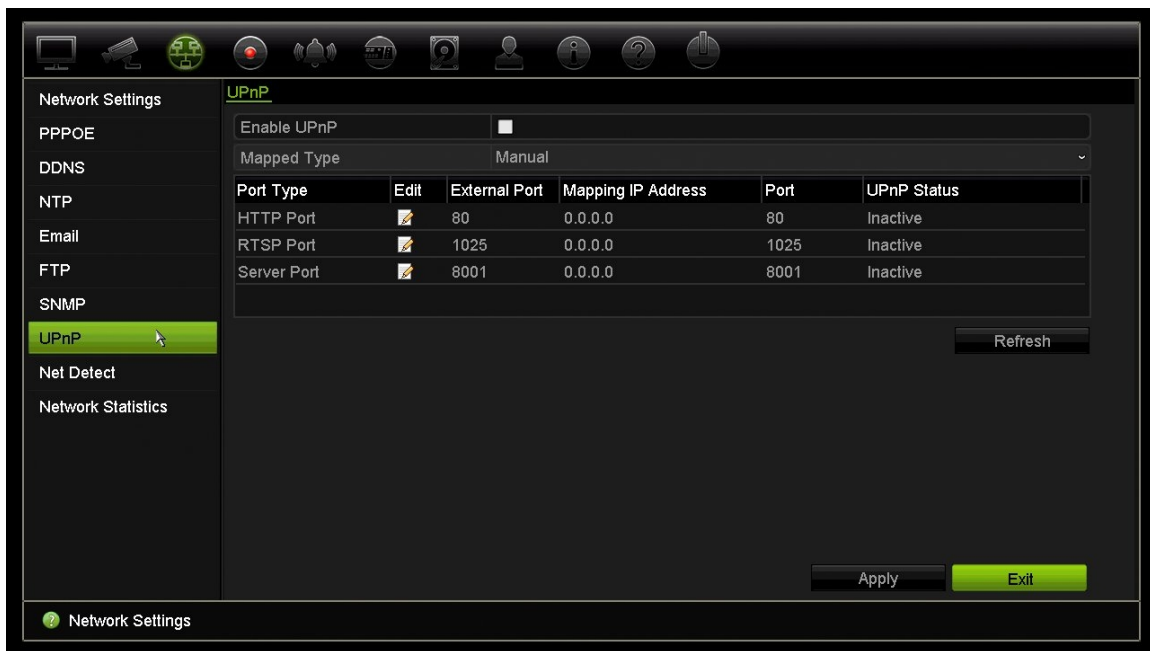 Network Settings
UPnP
PPPOE
Enable UPnP
DDNS
Mapped Type Manual
NTP
Port Type Edit External Port Mapping IP Address Port UPnP Status
HTTP Port 80 0.0.0.0 80 Inactive
Email
RTSP Port 1025 0.0.0.0 1025 Inactive
FTP
Server Port 8001 0.0.0.0 8001 Inactive
SNMP
UPnP
Refresh
Net Detect
Network Statistics
Apply Exit
? Network Settings